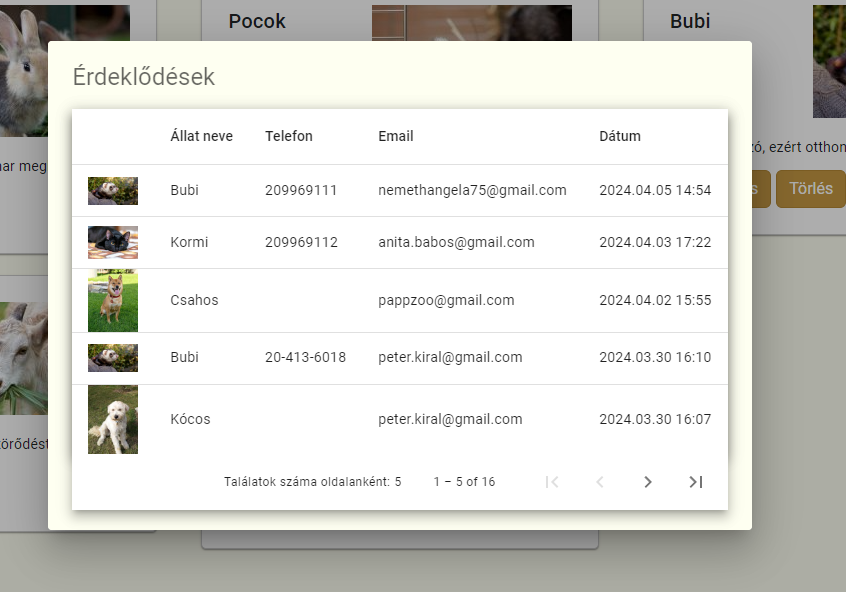 Pocok
Bubi
Érdeklődések
Állat neve Telefon Email Dátum
Bubi 209969111 nemethangela75@gmail.com 2024.04.05 14:54
Kormi 209969112 anita.babos@gmail.com 2024.04.03 17:22
Csahos pappzoo@gmail.com 2024.04.02 15:55
Bubi 20-413-6018 peter.kiral@gmail.com 2024.03.30 16:10
Kócos peter.kiral@gmail.com 2024.03.30 16:07
Találatok száma oldalanként: 5 1 – 5 of 16
meg
ezért otthon
Törlés